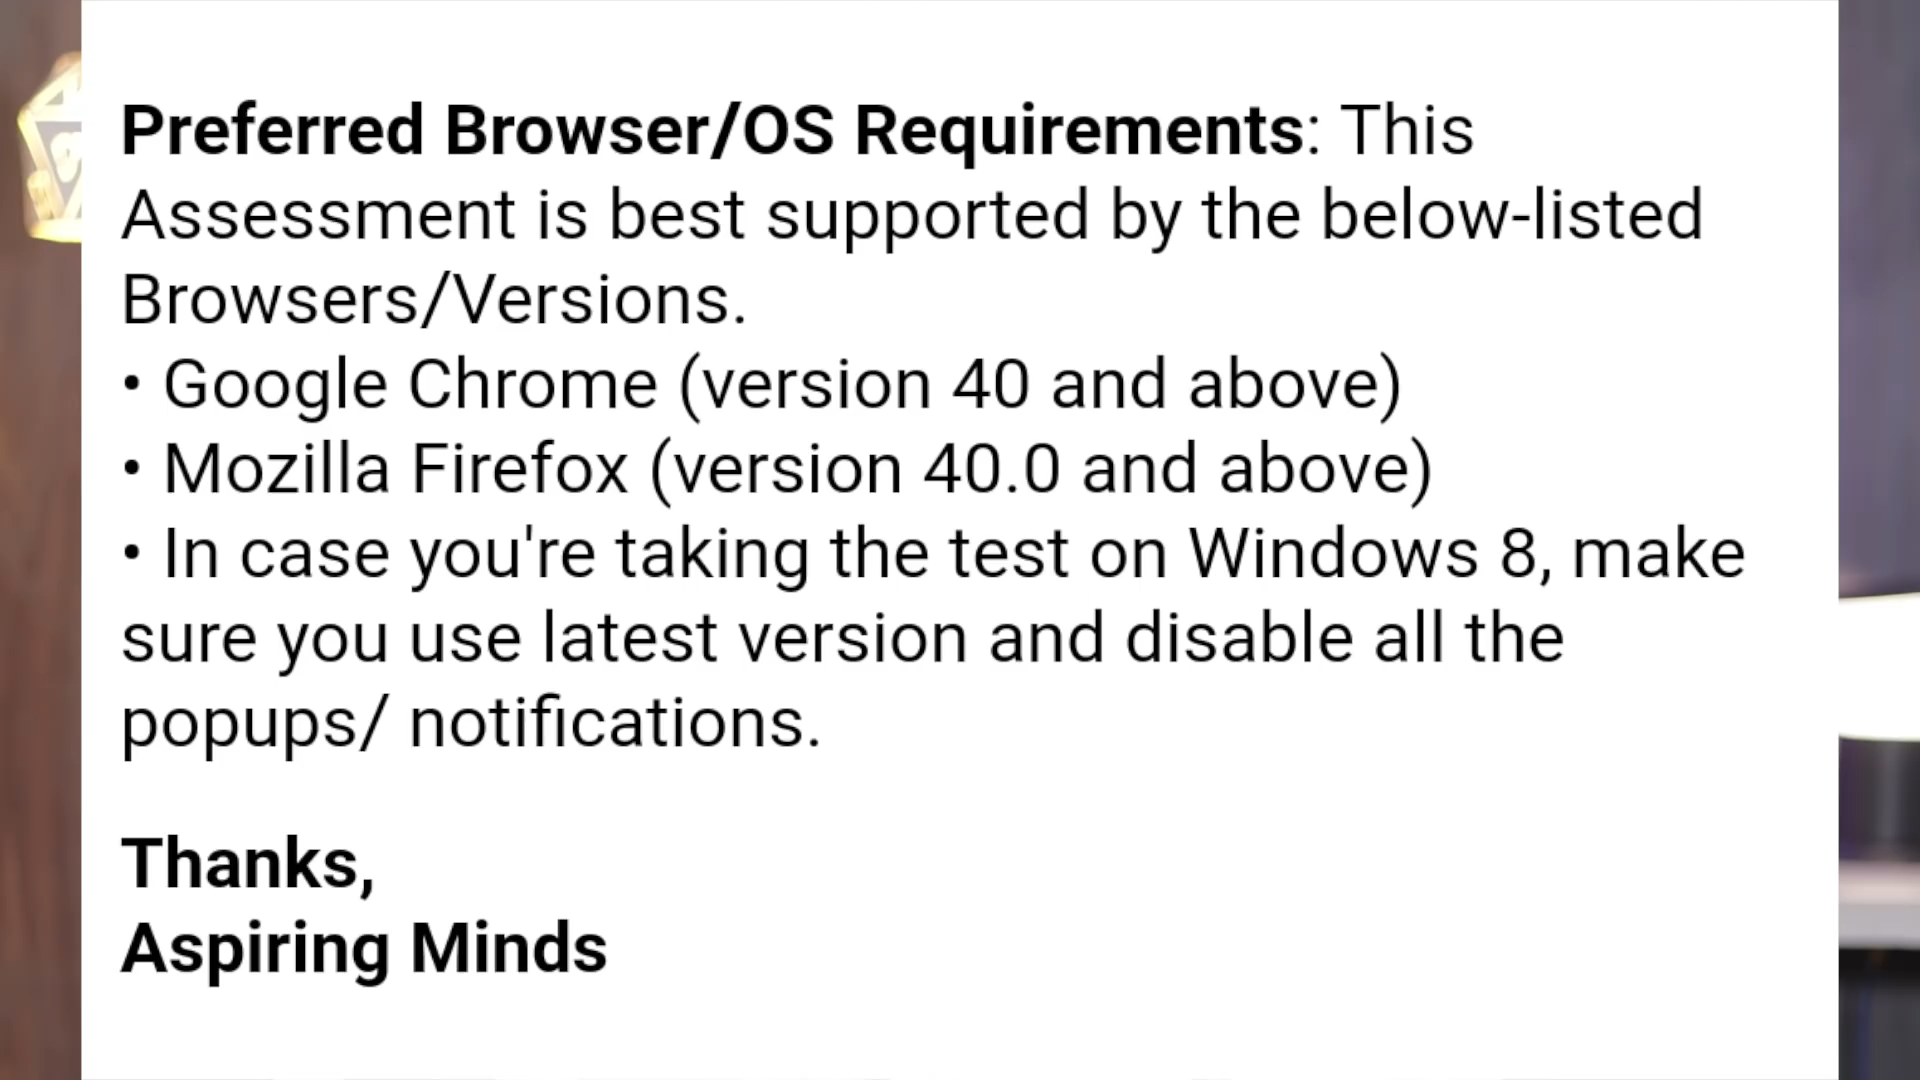 Preferred Browser/OS Requirements: This
Assessment is best supported by the below-listed
Browsers/Versions.
• Google Chrome (version 40 and above)
• Mozilla Firefox (version 40.0 and above)
• In case you're taking the test on Windows 8, make
sure you use latest version and disable all the
popups/ notifications.
Thanks,
Aspiring Minds